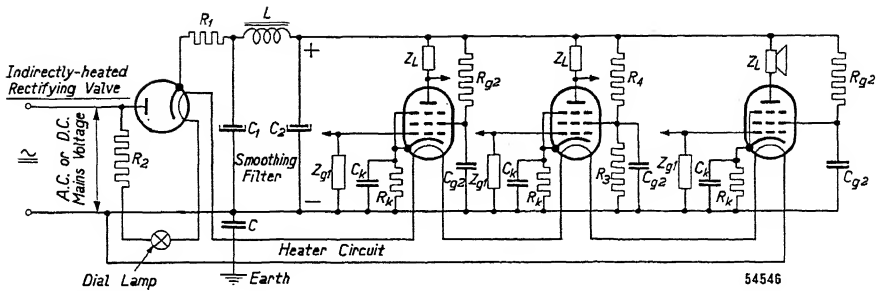 R1
L
+
ZL
Rg2
ZL
R4
ZL
Rg2
Indirectly-heated
Rectifying Valve
≃
A.C. or D.C.
Mains Voltage
R2
C1
C2
Smoothing
Filter
−
Zg1
Ck
Rk
Cg2
Zg1
Ck
Rk
R3
Cg2
Zg1
Ck
Rk
Cg2
C
Heater Circuit
Dial Lamp
Earth
54546